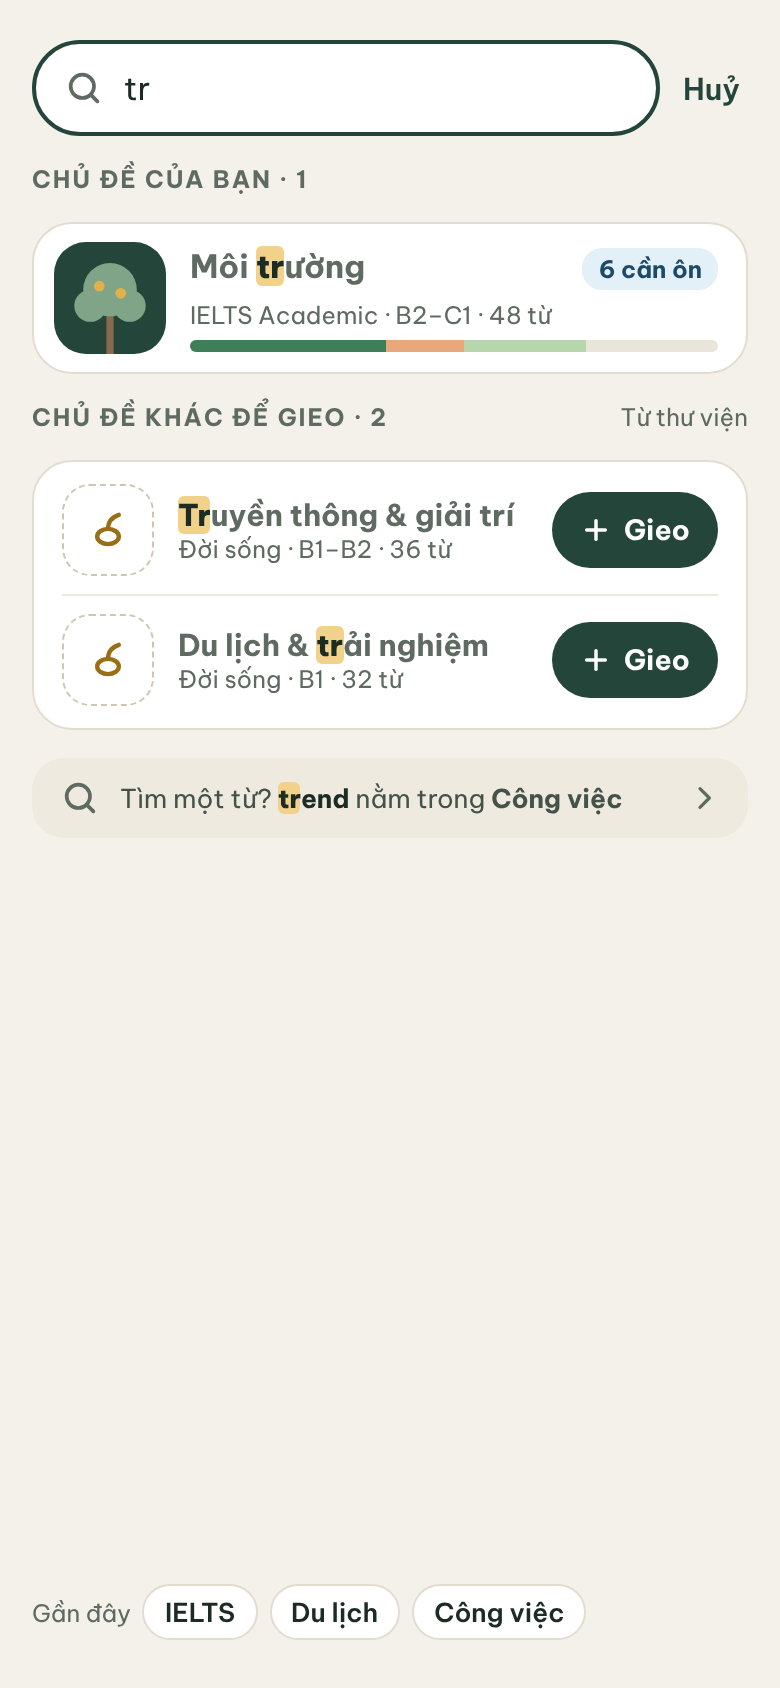 tr
Huỷ
CHỦ ĐỀ CỦA BẠN · 1
Môi trường
6 cần ôn
IELTS Academic · B2–C1 · 48 từ
CHỦ ĐỀ KHÁC ĐỂ GIEO · 2
Từ thư viện
Truyền thông & giải trí
Đời sống · B1–B2 · 36 từ
+ Gieo
Du lịch & trải nghiệm
Đời sống · B1 · 32 từ
+ Gieo
Tìm một từ? trend nằm trong Công việc
Gần đây
IELTS
Du lịch
Công việc